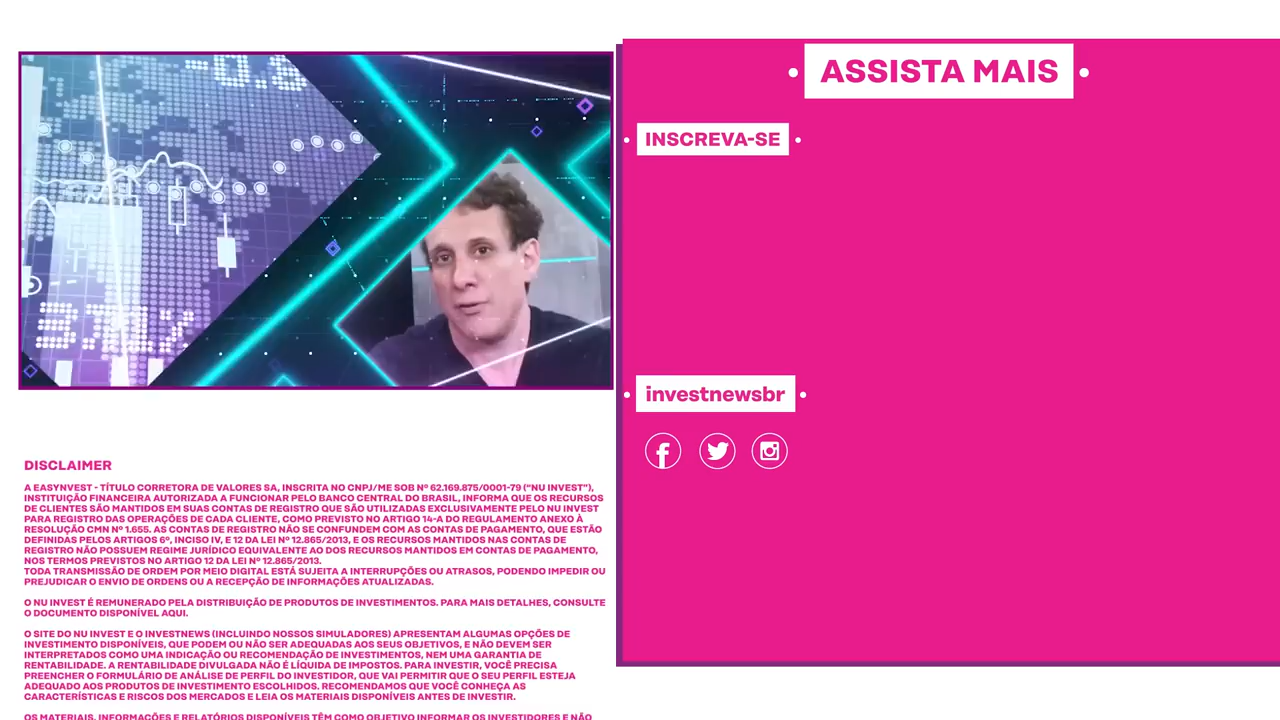 ASSISTA MAIS
INSCREVA-SE
investnewsbr
DISCLAIMER
A EASYNVEST - TÍTULO CORRETORA DE VALORES SA, INSCRITA NO CNPJ/ME SOB Nº 62.169.875/0001-79 (“NU INVEST”),
INSTITUIÇÃO FINANCEIRA AUTORIZADA A FUNCIONAR PELO BANCO CENTRAL DO BRASIL, INFORMA QUE OS RECURSOS
DE CLIENTES SÃO MANTIDOS EM SUAS CONTAS DE REGISTRO QUE SÃO UTILIZADAS EXCLUSIVAMENTE PELO NU INVEST
PARA REGISTRO DAS OPERAÇÕES DE CADA CLIENTE, COMO PREVISTO NO ARTIGO 14-A DO REGULAMENTO ANEXO À
RESOLUÇÃO CMN Nº 1.655. AS CONTAS DE REGISTRO NÃO SE CONFUNDEM COM AS CONTAS DE PAGAMENTO, QUE ESTÃO
DEFINIDAS PELOS ARTIGOS 6º, INCISO IV, E 12 DA LEI Nº 12.865/2013, E OS RECURSOS MANTIDOS NAS CONTAS DE
REGISTRO NÃO POSSUEM REGIME JURÍDICO EQUIVALENTE AO DOS RECURSOS MANTIDOS EM CONTAS DE PAGAMENTO,
NOS TERMOS PREVISTOS NO ARTIGO 12 DA LEI Nº 12.865/2013.
TODA TRANSMISSÃO DE ORDEM POR MEIO DIGITAL ESTÁ SUJEITA A INTERRUPÇÕES OU ATRASOS, PODENDO IMPEDIR OU
PREJUDICAR O ENVIO DE ORDENS OU A RECEPÇÃO DE INFORMAÇÕES ATUALIZADAS.
O NU INVEST É REMUNERADO PELA DISTRIBUIÇÃO DE PRODUTOS DE INVESTIMENTOS. PARA MAIS DETALHES, CONSULTE
O DOCUMENTO DISPONÍVEL AQUI.
O SITE DO NU INVEST E O INVESTNEWS (INCLUINDO NOSSOS SIMULADORES) APRESENTAM ALGUMAS OPÇÕES DE
INVESTIMENTO DISPONÍVEIS, QUE PODEM OU NÃO SER ADEQUADAS AOS SEUS OBJETIVOS, E NÃO DEVEM SER
INTERPRETADOS COMO UMA INDICAÇÃO OU RECOMENDAÇÃO DE INVESTIMENTOS, NEM UMA GARANTIA DE
RENTABILIDADE. A RENTABILIDADE DIVULGADA NÃO É LÍQUIDA DE IMPOSTOS. PARA INVESTIR, VOCÊ PRECISA
PREENCHER O FORMULÁRIO DE ANÁLISE DE PERFIL DO INVESTIDOR, QUE VAI PERMITIR QUE O SEU PERFIL ESTEJA
ADEQUADO AOS PRODUTOS DE INVESTIMENTO ESCOLHIDOS. RECOMENDAMOS QUE VOCÊ CONHEÇA AS
CARACTERÍSTICAS E RISCOS DOS MERCADOS E LEIA OS MATERIAIS DISPONÍVEIS ANTES DE INVESTIR.
OS MATERIAIS, INFORMAÇÕES E RELATÓRIOS DISPONÍVEIS TÊM COMO OBJETIVO INFORMAR OS INVESTIDORES E NÃO